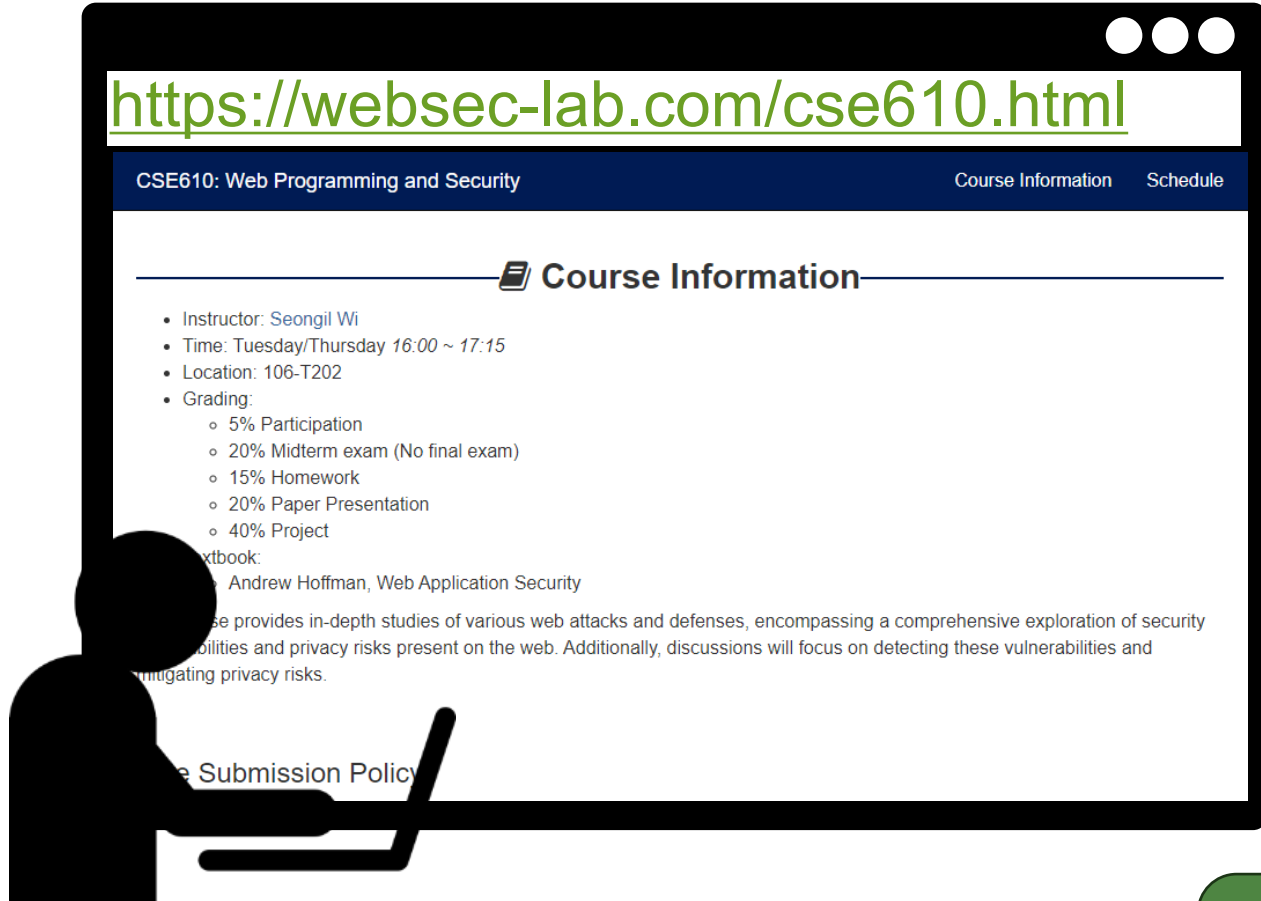 https://websec-lab.com/cse610.html
CSE610: Web Programming and Security Course Information Schedule
Course Information
• Instructor: Seongil Wi
• Time: Tuesday/Thursday 16:00 ~ 17:15
• Location: 106-T202
• Grading:
◦ 5% Participation
◦ 20% Midterm exam (No final exam)
◦ 15% Homework
◦ 20% Paper Presentation
◦ 40% Project
xtbook:
Andrew Hoffman, Web Application Security
se provides in-depth studies of various web attacks and defenses, encompassing a comprehensive exploration of security
bilities and privacy risks present on the web. Additionally, discussions will focus on detecting these vulnerabilities and
mitigating privacy risks.
e Submission Policy